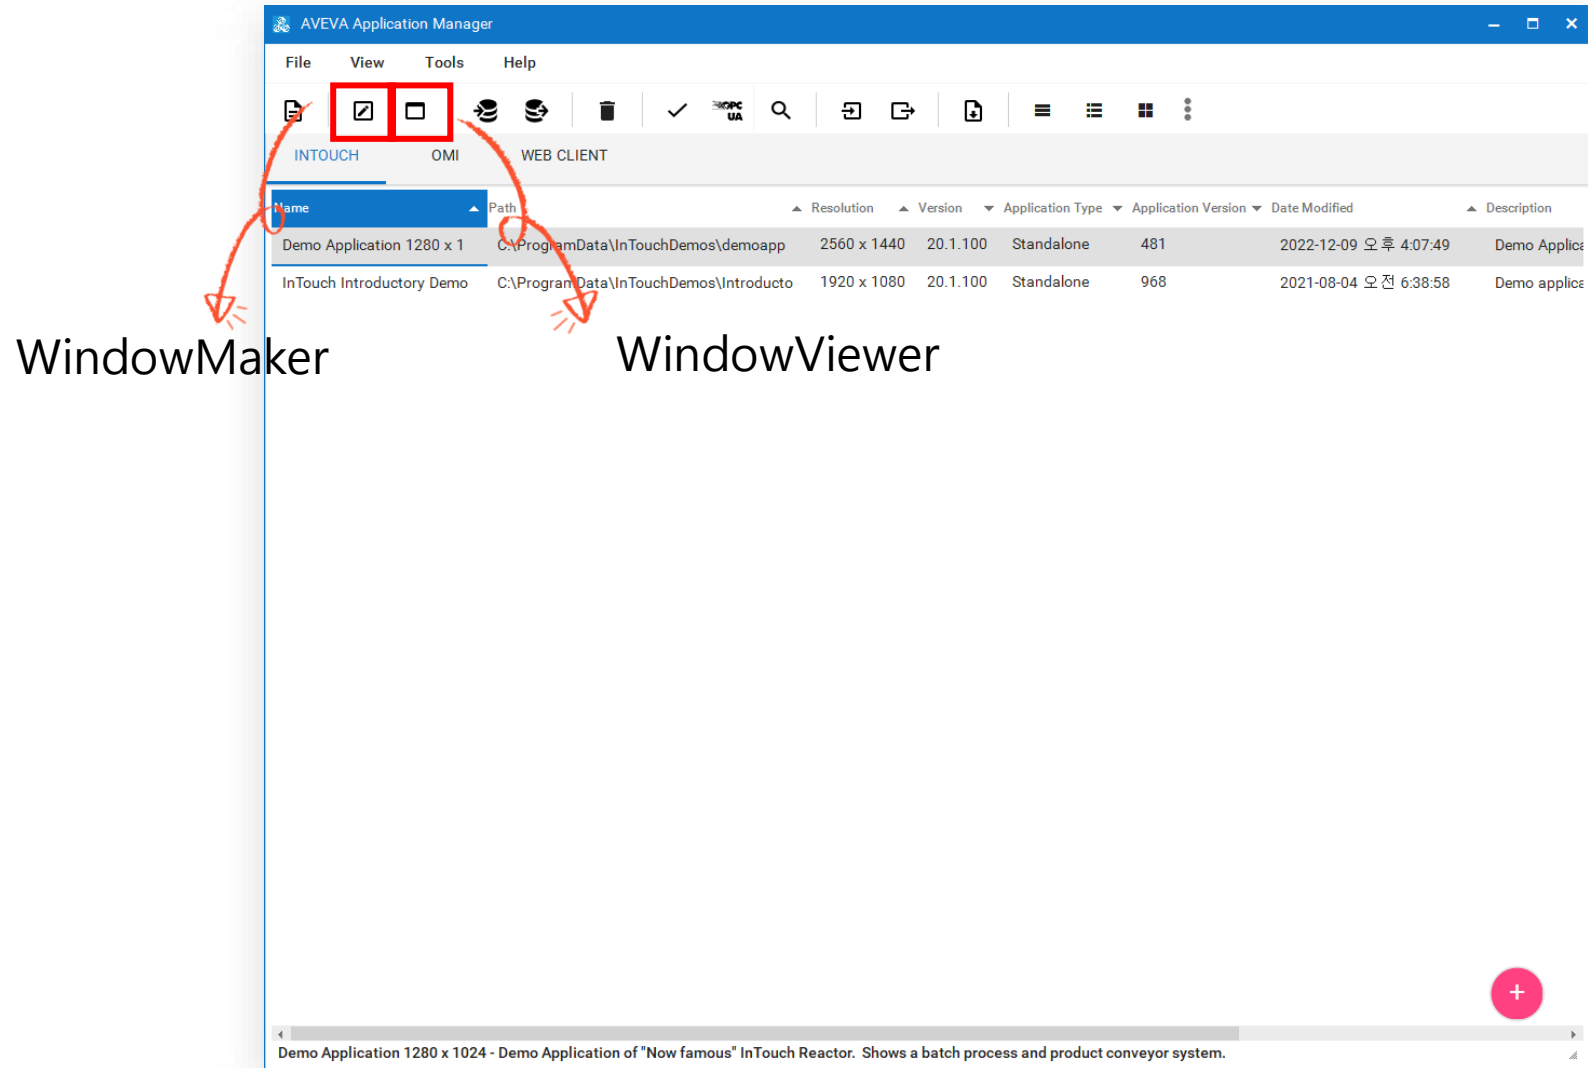 AVEVA Application Manager
File View Tools Help
OPC UA
INTOUCH OMI WEB CLIENT
Name Path Resolution Version Application Type Application Version Date Modified Description
Demo Application 1280 x 1 C:\ProgramData\InTouchDemos\demoapp 2560 x 1440 20.1.100 Standalone 481 2022-12-09 오후 4:07:49 Demo Applica
InTouch Introductory Demo C:\ProgramData\InTouchDemos\Introducto 1920 x 1080 20.1.100 Standalone 968 2021-08-04 오전 6:38:58 Demo applica
WindowMaker WindowViewer
Demo Application 1280 x 1024 - Demo Application of "Now famous" InTouch Reactor. Shows a batch process and product conveyor system.